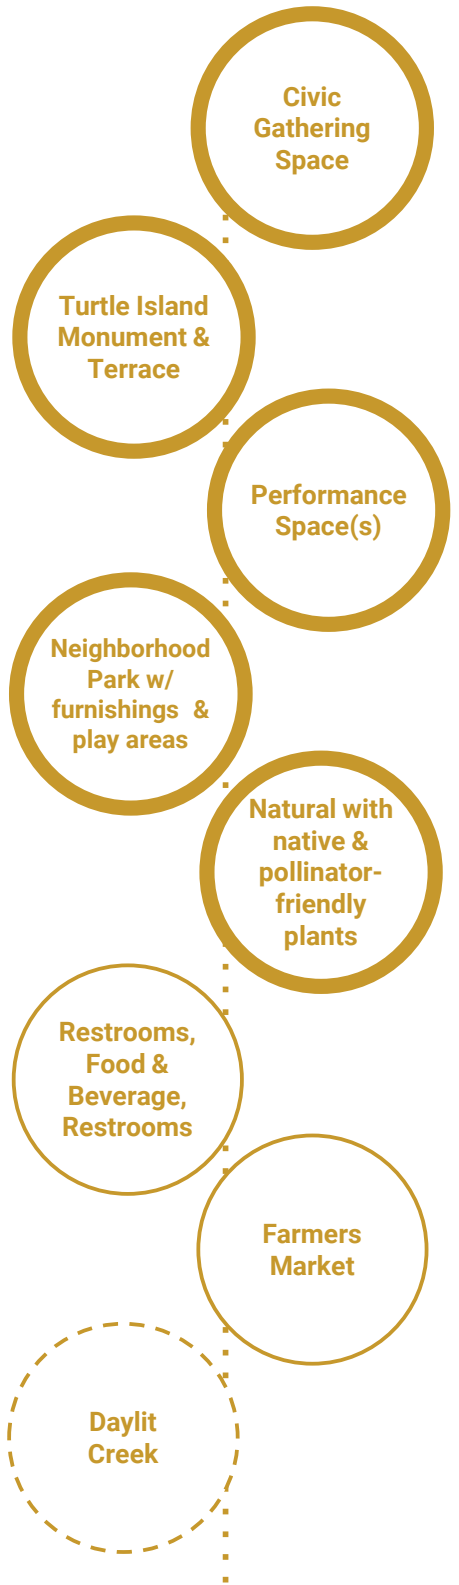 Civic
Gathering
Space
Turtle Island
Monument &
Terrace
Performance
Space(s)
Neighborhood
Park w/
furnishings &
play areas
Natural with
native &
pollinator-
friendly
plants
Restrooms,
Food &
Beverage,
Restrooms
Farmers
Market
Daylit
Creek